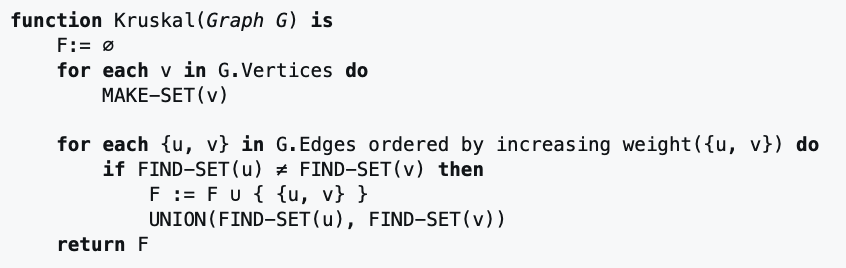 function Kruskal(Graph G) is
    F:= ∅
    for each v in G.Vertices do
        MAKE-SET(v)

    for each {u, v} in G.Edges ordered by increasing weight({u, v}) do
        if FIND-SET(u) ≠ FIND-SET(v) then
            F := F ∪ { {u, v} }
            UNION(FIND-SET(u), FIND-SET(v))
    return F